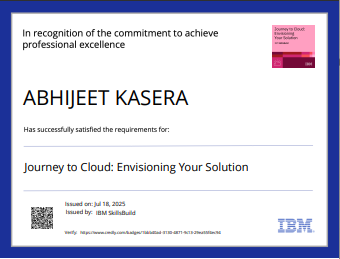 In recognition of the commitment to achieve
professional excellence
Journey to Cloud:
Envisioning
Your Solution
IBM
ABHIJEET KASERA
Has successfully satisfied the requirements for:
Journey to Cloud: Envisioning Your Solution
Issued on: Jul 18, 2025
Issued by: IBM SkillsBuild
Verify:
IBM